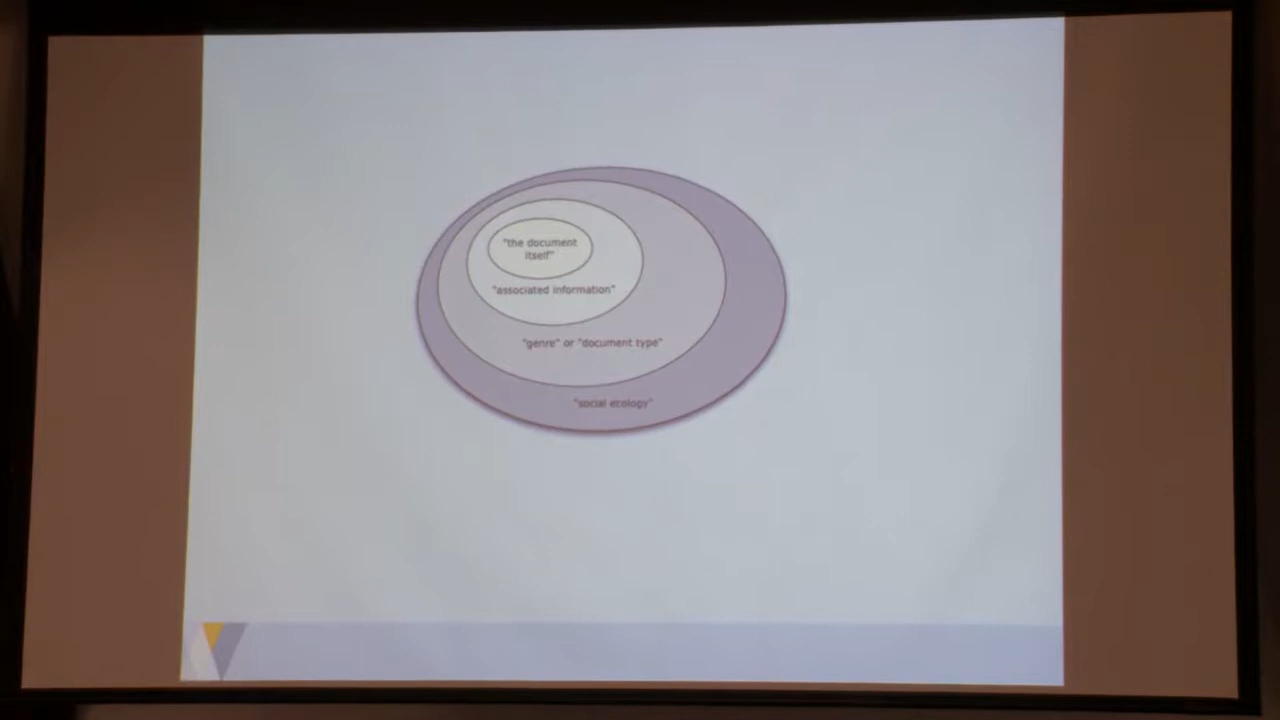 "the document
itself"
"associated information"
"genre" or "document type"
"social ecology"